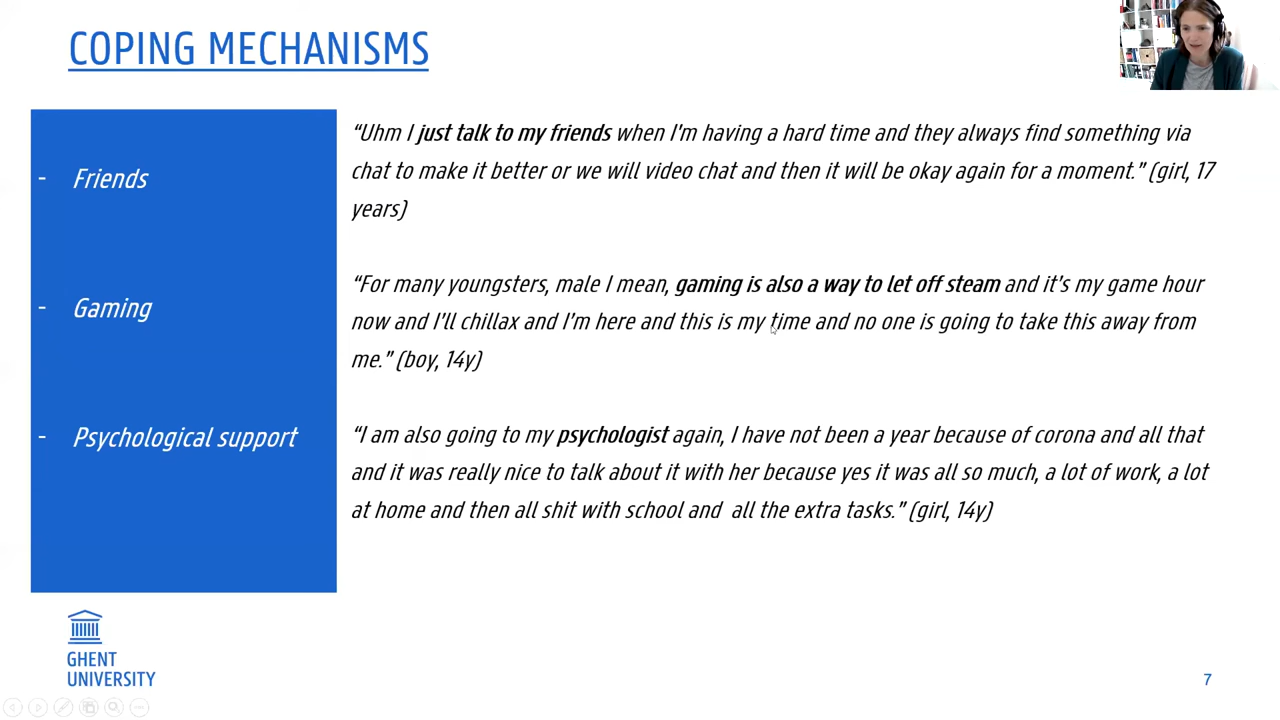 COPING MECHANISMS
- Friends
“Uhm I just talk to my friends when I'm having a hard time and they always find something via
chat to make it better or we will video chat and then it will be okay again for a moment.” (girl, 17
years)
- Gaming
“For many youngsters, male I mean, gaming is also a way to let off steam and it's my game hour
now and I'll chillax and I'm here and this is my time and no one is going to take this away from
me.” (boy, 14y)
- Psychological support
“I am also going to my psychologist again, I have not been a year because of corona and all that
and it was really nice to talk about it with her because yes it was all so much, a lot of work, a lot
at home and then all shit with school and all the extra tasks.” (girl, 14y)
GHENT
UNIVERSITY
7